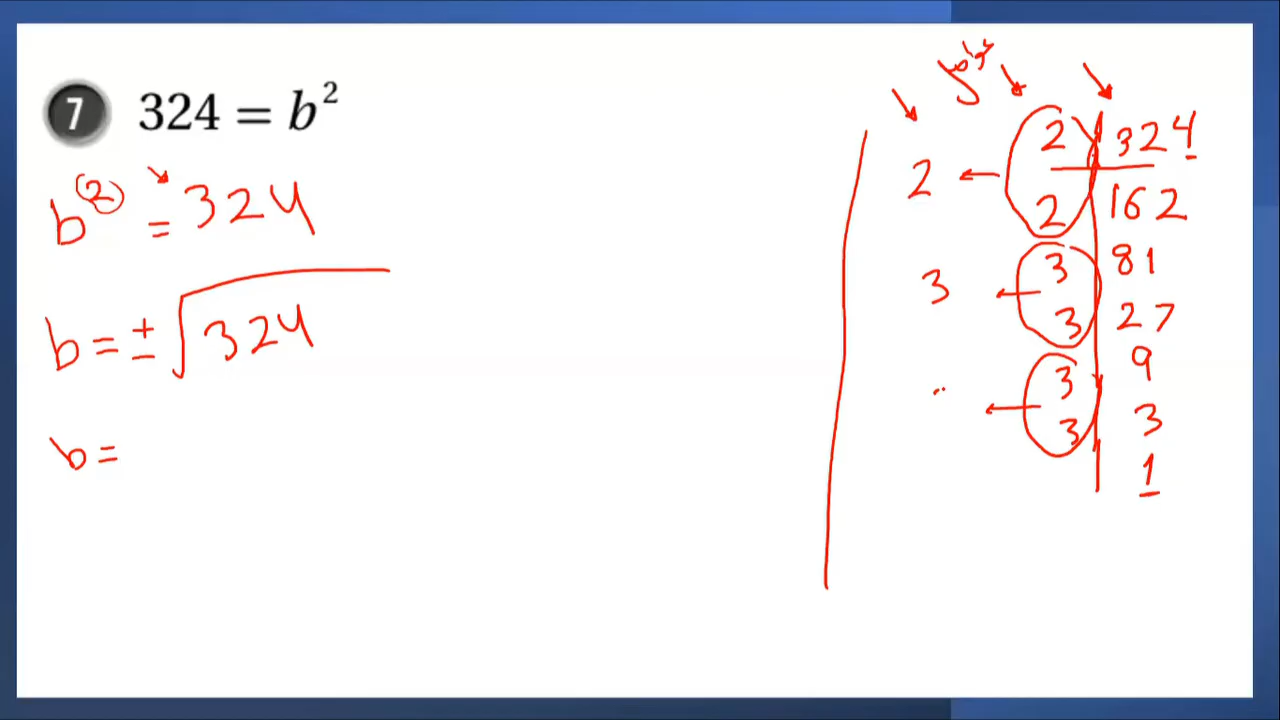 7 324 = b²
b² = 324
b = ± √324
b =
2 324
2 ← 2 162
3 81
3 ← 3 27
3 9
← 3 3
1